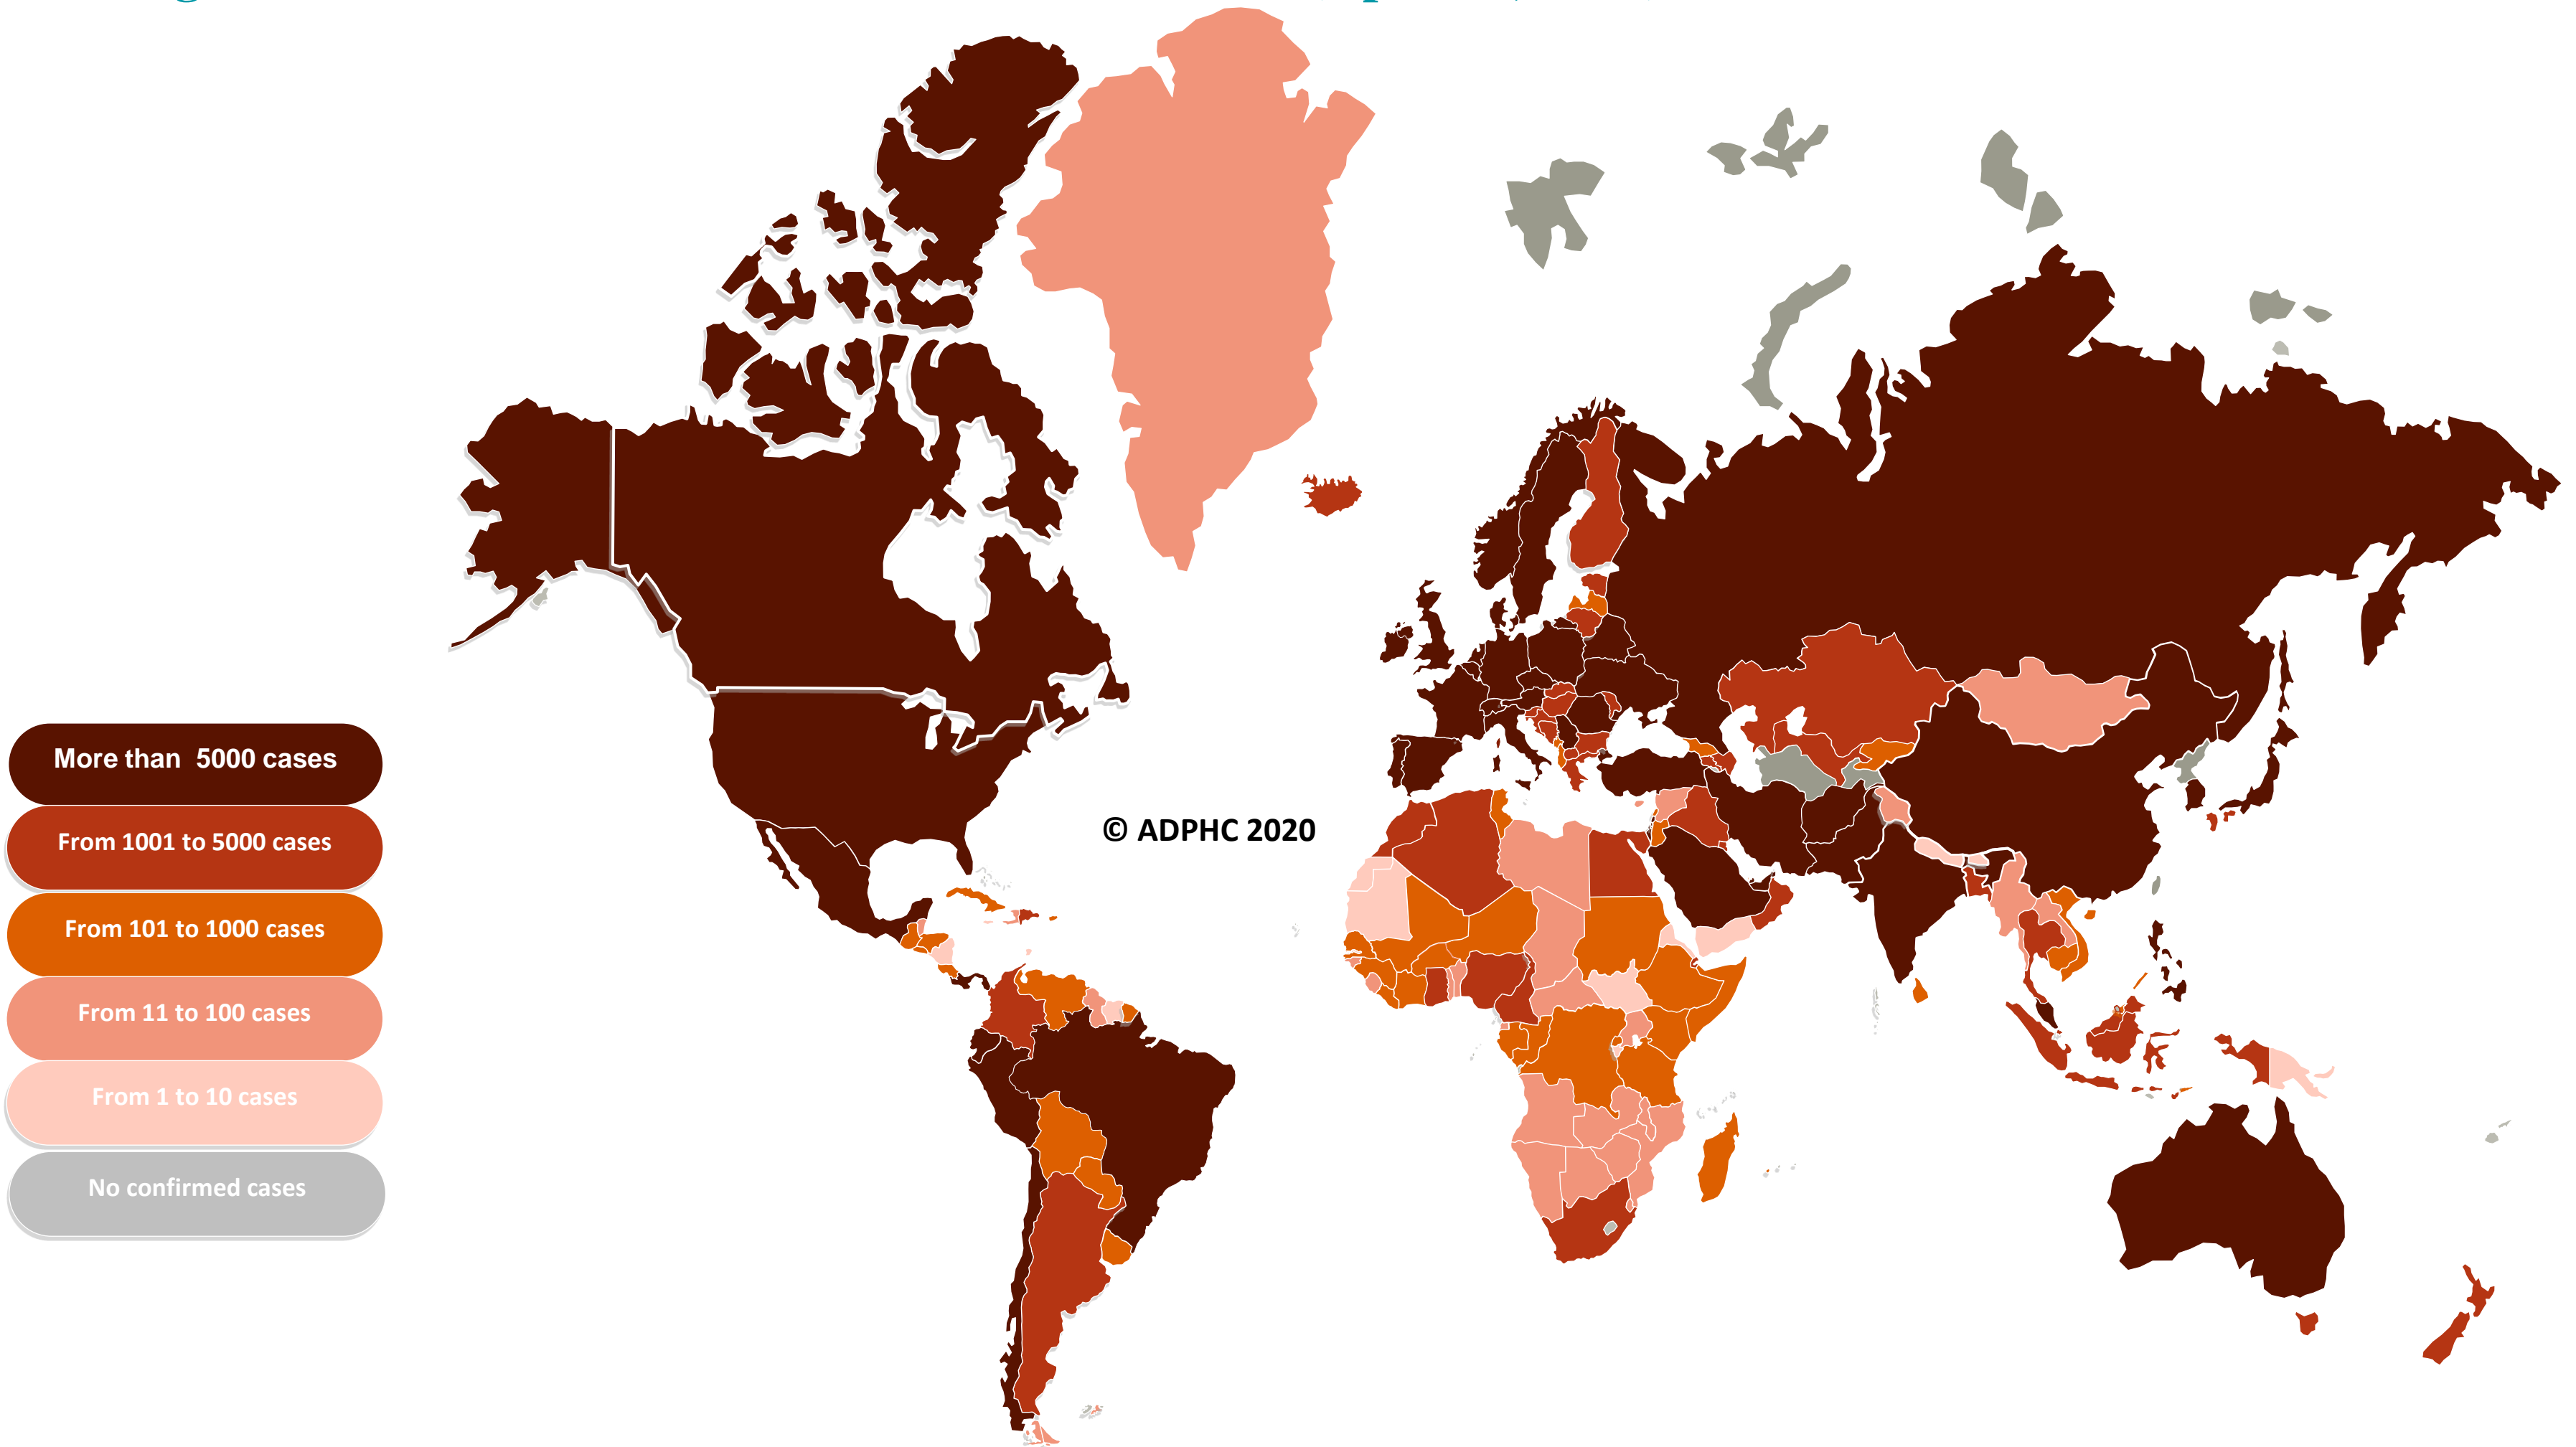 More than 5000 cases
From 1001 to 5000 cases
© ADPHC 2020
From 101 to 1000 cases
From 11 to 100 cases
From 1 to 10 cases
No confirmed cases